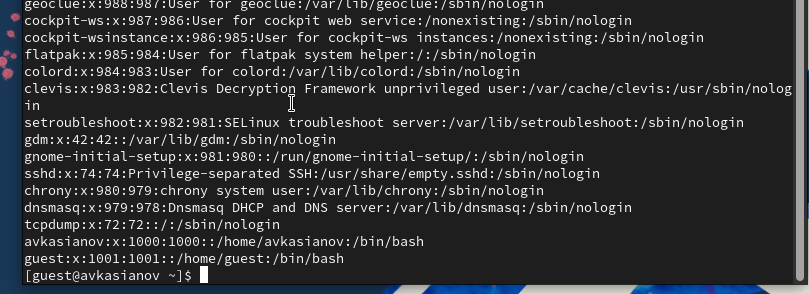 geoclue:x:988:987:User for geoclue:/var/lib/geoclue:/sbin/nologin
cockpit-ws:x:987:986:User for cockpit web service:/nonexisting:/sbin/nologin
cockpit-wsinstance:x:986:985:User for cockpit-ws instances:/nonexisting:/sbin/nologin
flatpak:x:985:984:User for flatpak system helper:/:/sbin/nologin
colord:x:984:983:User for colord:/var/lib/colord:/sbin/nologin
clevis:x:983:982:Clevis Decryption Framework unprivileged user:/var/cache/clevis:/usr/sbin/nolog
in
setroubleshoot:x:982:981:SELinux troubleshoot server:/var/lib/setroubleshoot:/sbin/nologin
gdm:x:42:42::/var/lib/gdm:/sbin/nologin
gnome-initial-setup:x:981:980::/run/gnome-initial-setup/:/sbin/nologin
sshd:x:74:74:Privilege-separated SSH:/usr/share/empty.sshd:/sbin/nologin
chrony:x:980:979:chrony system user:/var/lib/chrony:/sbin/nologin
dnsmasq:x:979:978:Dnsmasq DHCP and DNS server:/var/lib/dnsmasq:/sbin/nologin
tcpdump:x:72:72::/:/sbin/nologin
avkasianov:x:1000:1000::/home/avkasianov:/bin/bash
guest:x:1001:1001::/home/guest:/bin/bash
[guest@avkasianov ~]$